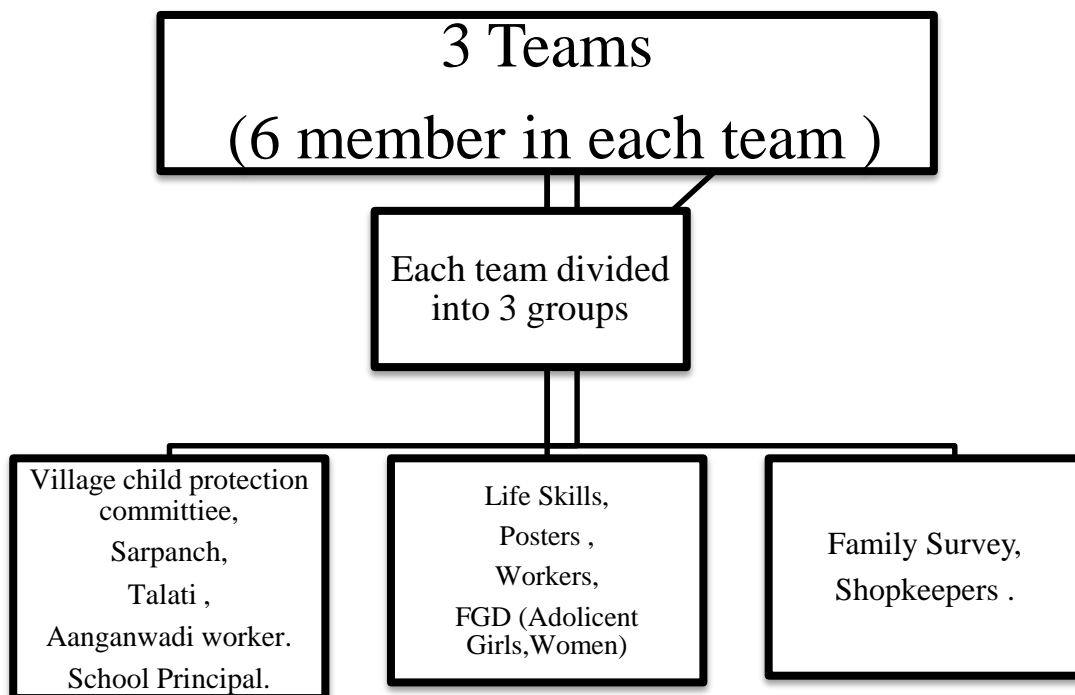 3 Teams
(6 member in each team )
Each team divided
into 3 groups
Village child protection
committiee,
Sarpanch,
Talati ,
Aanganwadi worker.
School Principal.
Life Skills,
Posters ,
Workers,
FGD (Adolicent
Girls,Women)
Family Survey,
Shopkeepers .